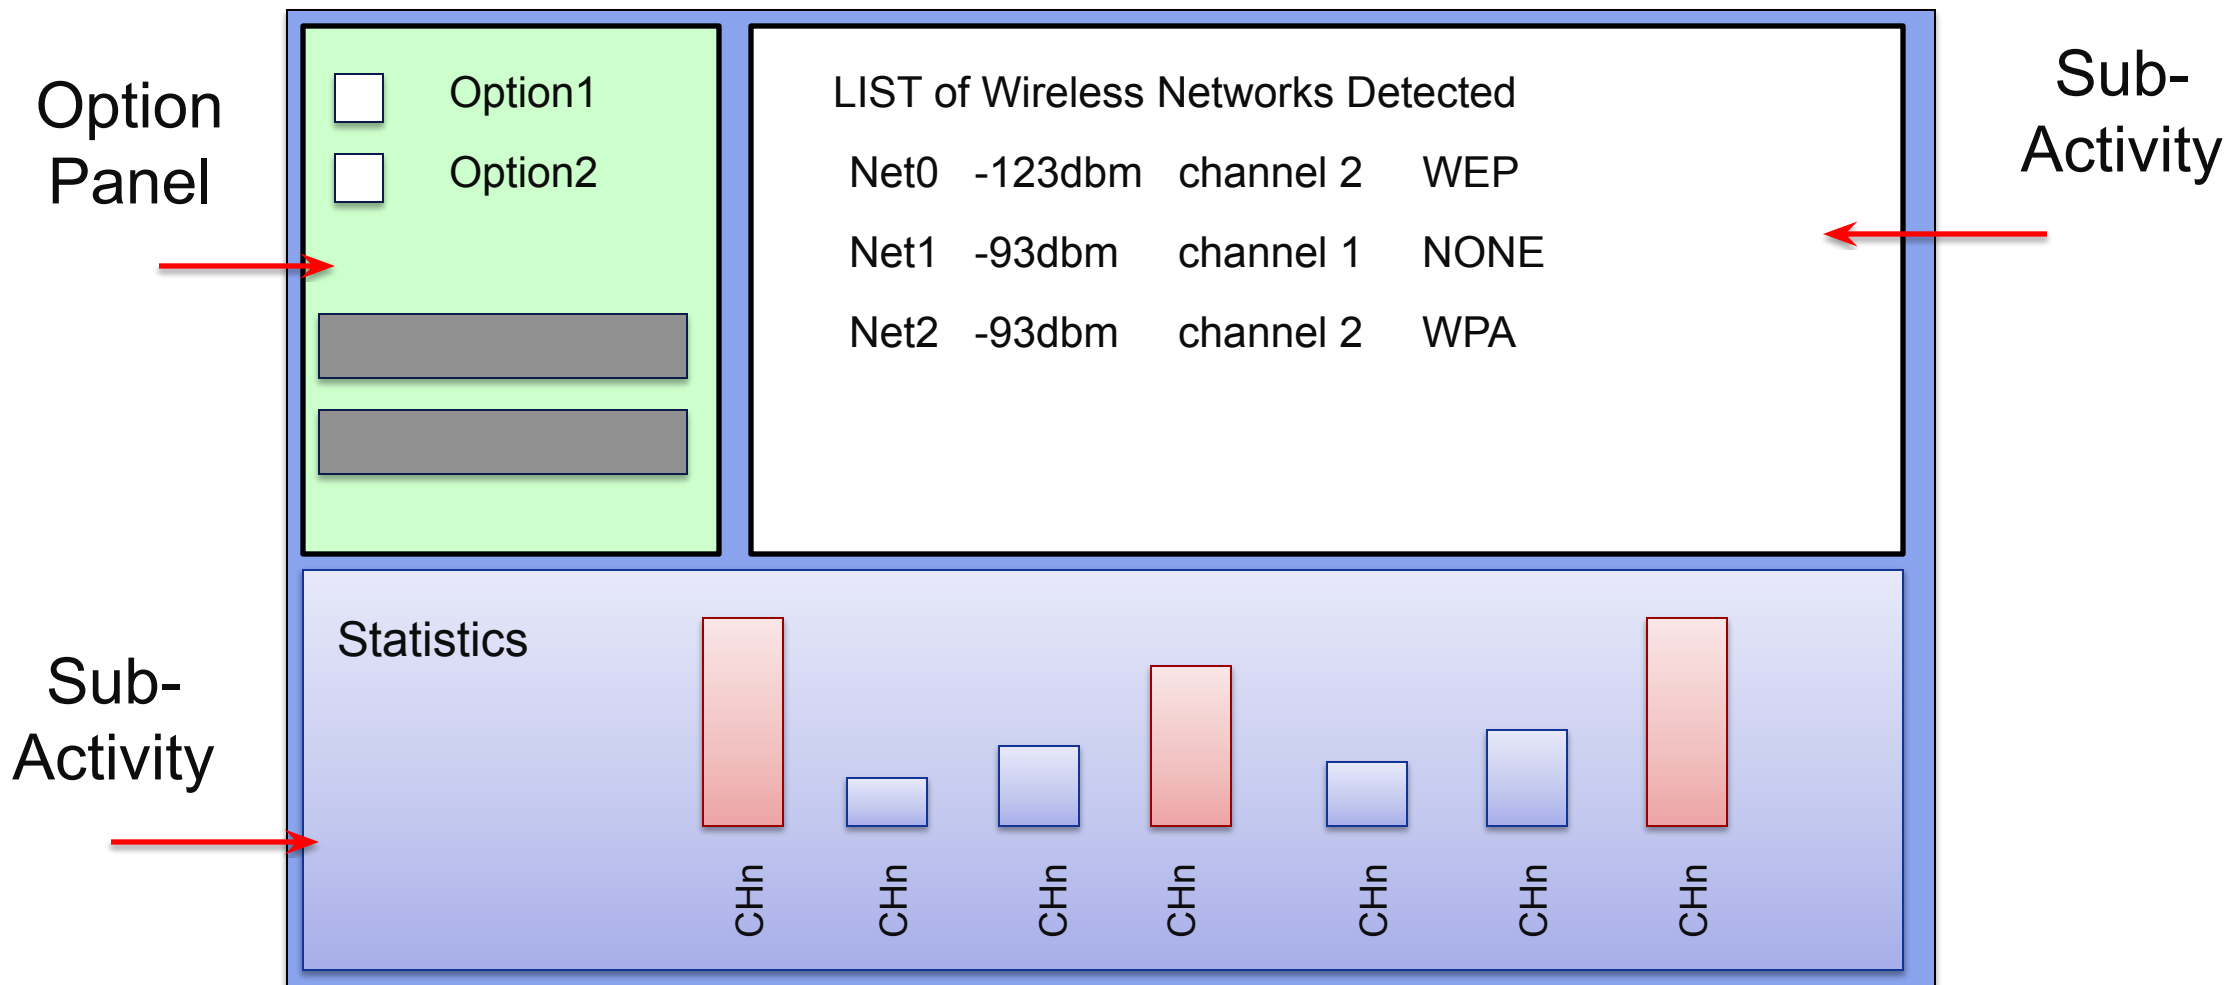 Option
Panel
Option1
Option2
LIST of Wireless Networks Detected
Net0 -123dbm channel 2 WEP
Net1 -93dbm channel 1 NONE
Net2 -93dbm channel 2 WPA
Sub-
Activity
Sub-
Activity
Statistics
CHn
CHn
CHn
CHn
CHn
CHn
CHn